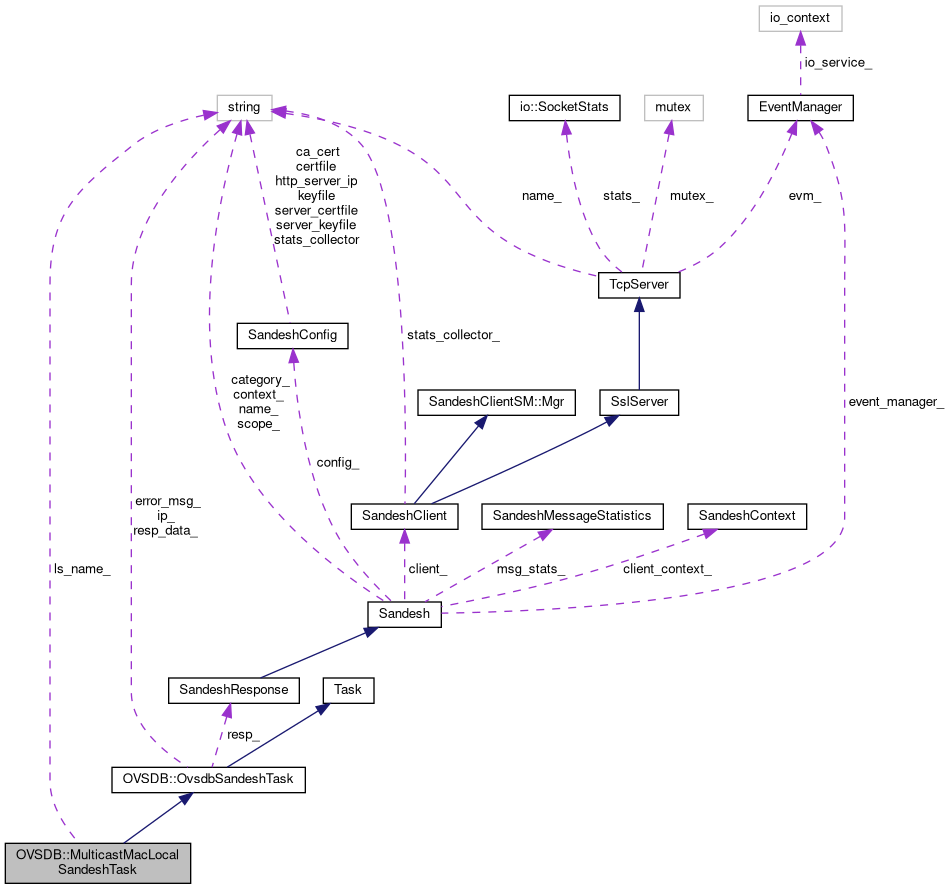 io_context
io_service_
string
io::SocketStats
mutex
EventManager
ca_cert
certfile
http_server_ip
keyfile
server_certfile
server_keyfile
stats_collector
name_
stats_
mutex_
evm_
TcpServer
SandeshConfig
stats_collector_
category_
context_
name_
scope_
SandeshClientSM::Mgr
SslServer
event_manager_
config_
error_msg_
ip_
resp_data_
SandeshClient
SandeshMessageStatistics
SandeshContext
ls_name_
client_
msg_stats_
client_context_
Sandesh
SandeshResponse
Task
resp_
OVSDB::OvsdbSandeshTask
OVSDB::MulticastMacLocal
SandeshTask